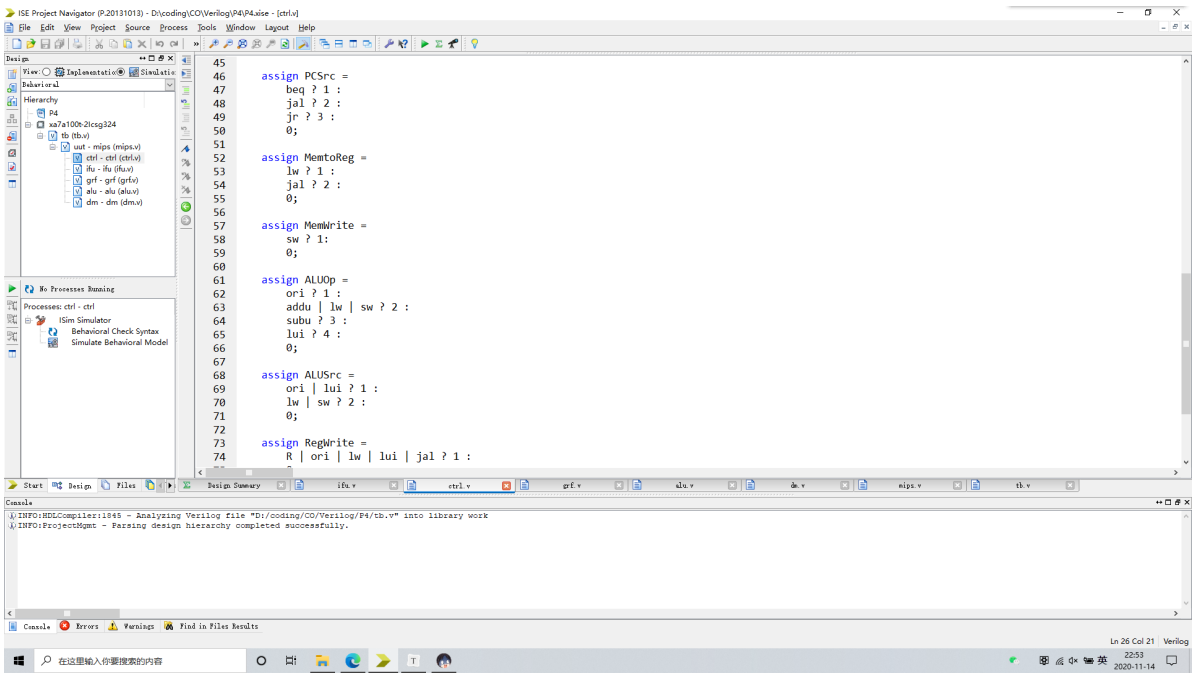 ISE Project Navigator (P.20131013) - D:\coding\CO\Verilog\P4\P4.xise - [ctrl.v]
File Edit View Project Source Process Tools Window Layout Help
Design
View: Implementatio Simulatio
Behavioral
Hierarchy
P4
xa7a100t-2Icsg324
tb (tb.v)
uut - mips (mips.v)
ctrl - ctrl (ctrl.v)
ifu - ifu (ifu.v)
grf - grf (grf.v)
alu - alu (alu.v)
dm - dm (dm.v)
No Processes Running
Processes: ctrl - ctrl
ISim Simulator
Behavioral Check Syntax
Simulate Behavioral Model
45
46 assign PCSrc =
47 beq ? 1 :
48 jal ? 2 :
49 jr ? 3 :
50 0;
51
52 assign MemtoReg =
53 lw ? 1 :
54 jal ? 2 :
55 0;
56
57 assign MemWrite =
58 sw ? 1:
59 0;
60
61 assign ALUOp =
62 ori ? 1 :
63 addu | lw | sw ? 2 :
64 subu ? 3 :
65 lui ? 4 :
66 0;
67
68 assign ALUSrc =
69 ori | lui ? 1 :
70 lw | sw ? 2 :
71 0;
72
73 assign RegWrite =
74 R | ori | lw | lui | jal ? 1 :
Start Design Files
Design Summary ifu.v ctrl.v grf.v alu.v dm.v mips.v tb.v
Console
INFO:HDLCompiler:1845 - Analyzing Verilog file "D:/coding/CO/Verilog/P4/tb.v" into library work
INFO:ProjectMgmt - Parsing design hierarchy completed successfully.
Console Errors Warnings Find in Files Results
Ln 26 Col 21 Verilog
在这里输入你要搜索的内容
T
英
22:53
2020-11-14